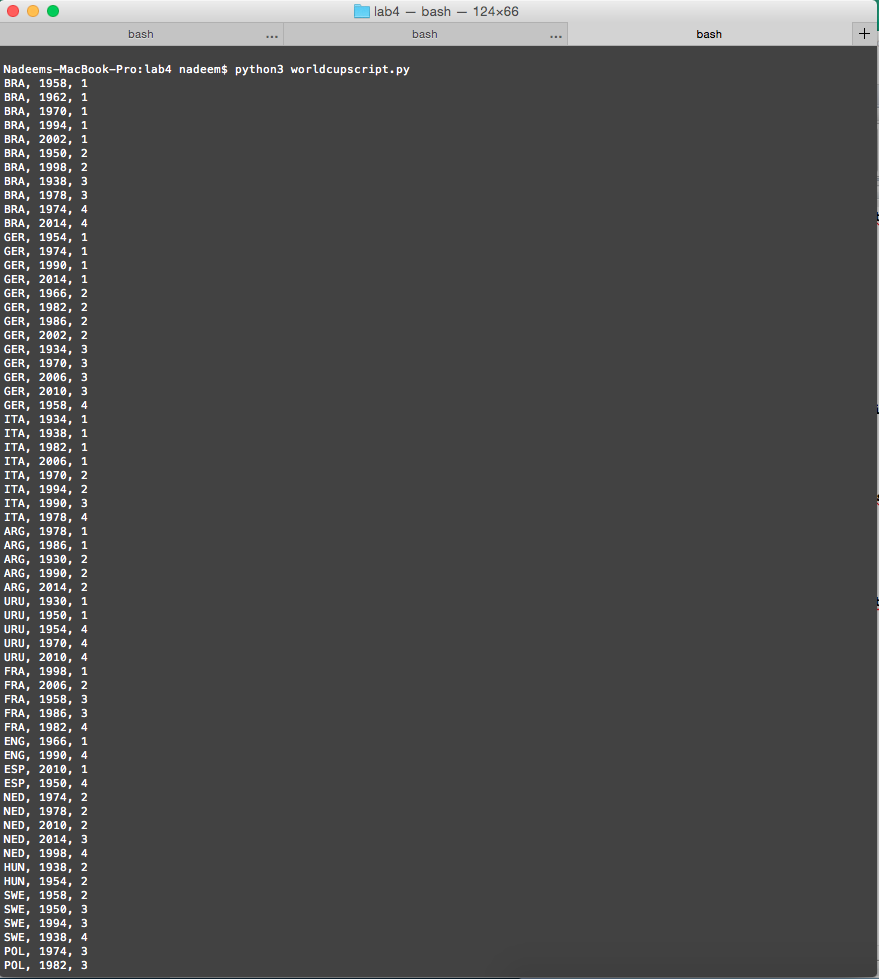 lab4 — bash — 124×66
bash ... bash ... bash +
Nadeems-MacBook-Pro:lab4 nadeem$ python3 worldcupscript.py
BRA, 1958, 1
BRA, 1962, 1
BRA, 1970, 1
BRA, 1994, 1
BRA, 2002, 1
BRA, 1950, 2
BRA, 1998, 2
BRA, 1938, 3
BRA, 1978, 3
BRA, 1974, 4
BRA, 2014, 4
GER, 1954, 1
GER, 1974, 1
GER, 1990, 1
GER, 2014, 1
GER, 1966, 2
GER, 1982, 2
GER, 1986, 2
GER, 2002, 2
GER, 1934, 3
GER, 1970, 3
GER, 2006, 3
GER, 2010, 3
GER, 1958, 4
ITA, 1934, 1
ITA, 1938, 1
ITA, 1982, 1
ITA, 2006, 1
ITA, 1970, 2
ITA, 1994, 2
ITA, 1990, 3
ITA, 1978, 4
ARG, 1978, 1
ARG, 1986, 1
ARG, 1930, 2
ARG, 1990, 2
ARG, 2014, 2
URU, 1930, 1
URU, 1950, 1
URU, 1954, 4
URU, 1970, 4
URU, 2010, 4
FRA, 1998, 1
FRA, 2006, 2
FRA, 1958, 3
FRA, 1986, 3
FRA, 1982, 4
ENG, 1966, 1
ENG, 1990, 4
ESP, 2010, 1
ESP, 1950, 4
NED, 1974, 2
NED, 1978, 2
NED, 2010, 2
NED, 2014, 3
NED, 1998, 4
HUN, 1938, 2
HUN, 1954, 2
SWE, 1958, 2
SWE, 1950, 3
SWE, 1994, 3
SWE, 1938, 4
POL, 1974, 3
POL, 1982, 3